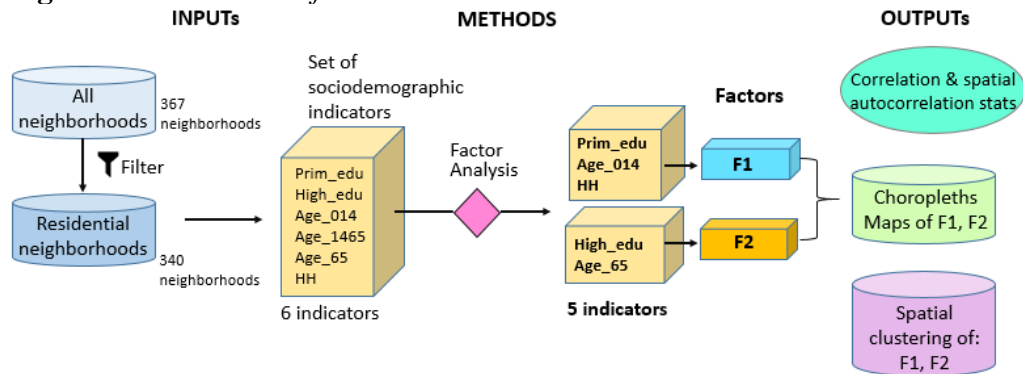 INPUTs
METHODS
OUTPUTs
All
neighborhoods
367
neighborhoods
Filter
Residential
neighborhoods
340
neighborhoods
Set of
sociodemographic
indicators
Prim_edu
High_edu
Age_014
Age_1465
Age_65
HH
6 indicators
Factor
Analysis
Prim_edu
Age_014
HH
High_edu
Age_65
5 indicators
Factors
F1
F2
Correlation & spatial
autocorrelation stats
Choropleths
Maps of F1, F2
Spatial
clustering of:
F1, F2